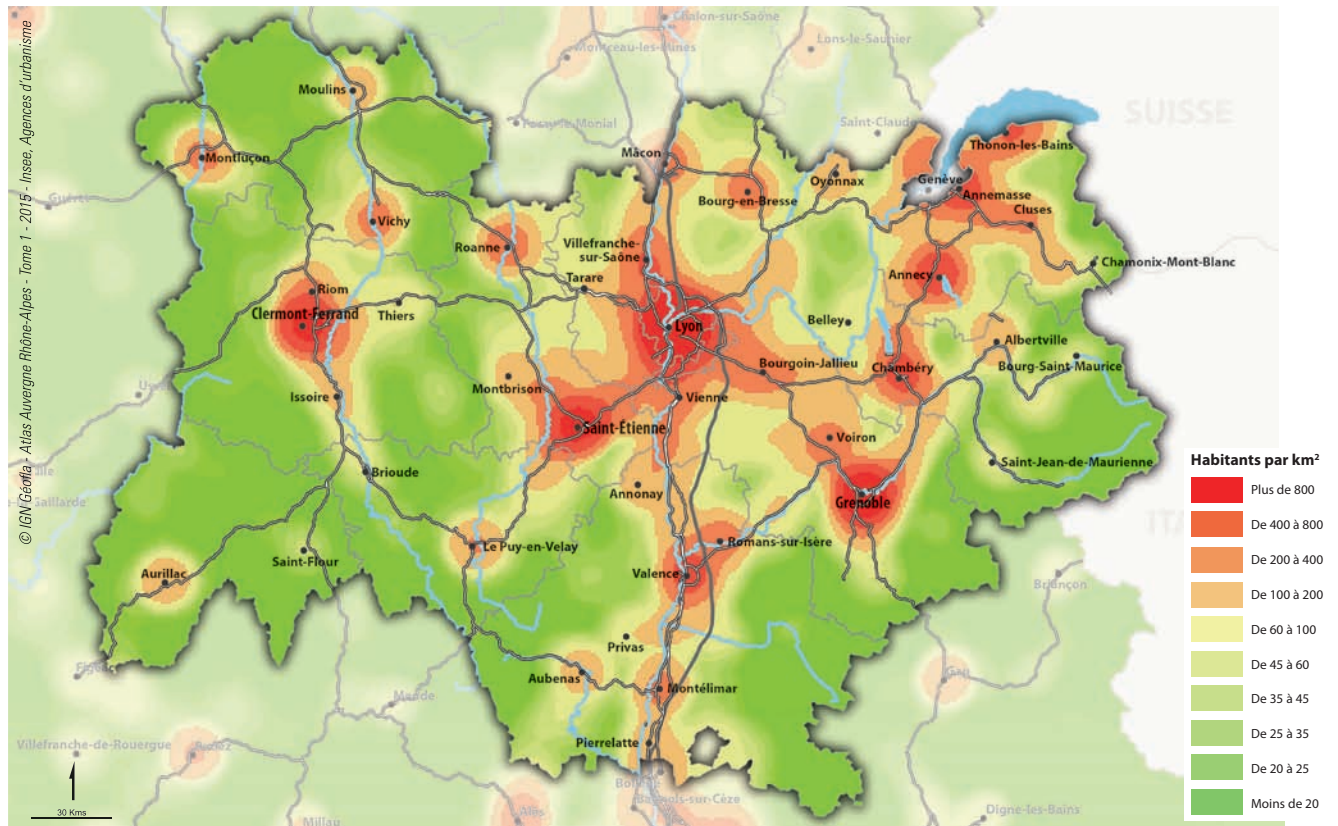 © IGN Géofla - Atlas Auvergne Rhône-Alpes - Tome 1 - 2015 - Insee, Agences d'urbanisme
Chalon-sur-Saône
Montceau-les-Mines
Lons-le-Saunier
Moulins
SUISSE
Paray-le-Monial
Saint-Claude
Thonon-les-Bains
Montluçon
Mâcon
Genève
Oyonnax
Annemasse
Guéret
Bourg-en-Bresse
Cluses
Vichy
Roanne
Villefranche-
sur-Saône
Chamonix-Mont-Blanc
Annecy
Tarare
Riom
Clermont-Ferrand
Thiers
Lyon
Belley
Albertville
Bourgoin-Jallieu
Chambéry
Bourg-Saint-Maurice
Montbrison
Issoire
Vienne
Saint-Étienne
Voiron
Saint-Jean-de-Maurienne
Brioude
Annonay
Grenoble
Le Puy-en-Velay
Romans-sur-Isère
Saint-Flour
Valence
Aurillac
Briançon
Privas
Aubenas
Gap
Montélimar
Mende
Villefranche-de-Rouergue
Rodez
Pierrelatte
Bagnols-sur-Cèze
Alès
Millau
Digne-les-Bains
30 Kms
Habitants par km²
Plus de 800
De 400 à 800
De 200 à 400
De 100 à 200
De 60 à 100
De 45 à 60
De 35 à 45
De 25 à 35
De 20 à 25
Moins de 20